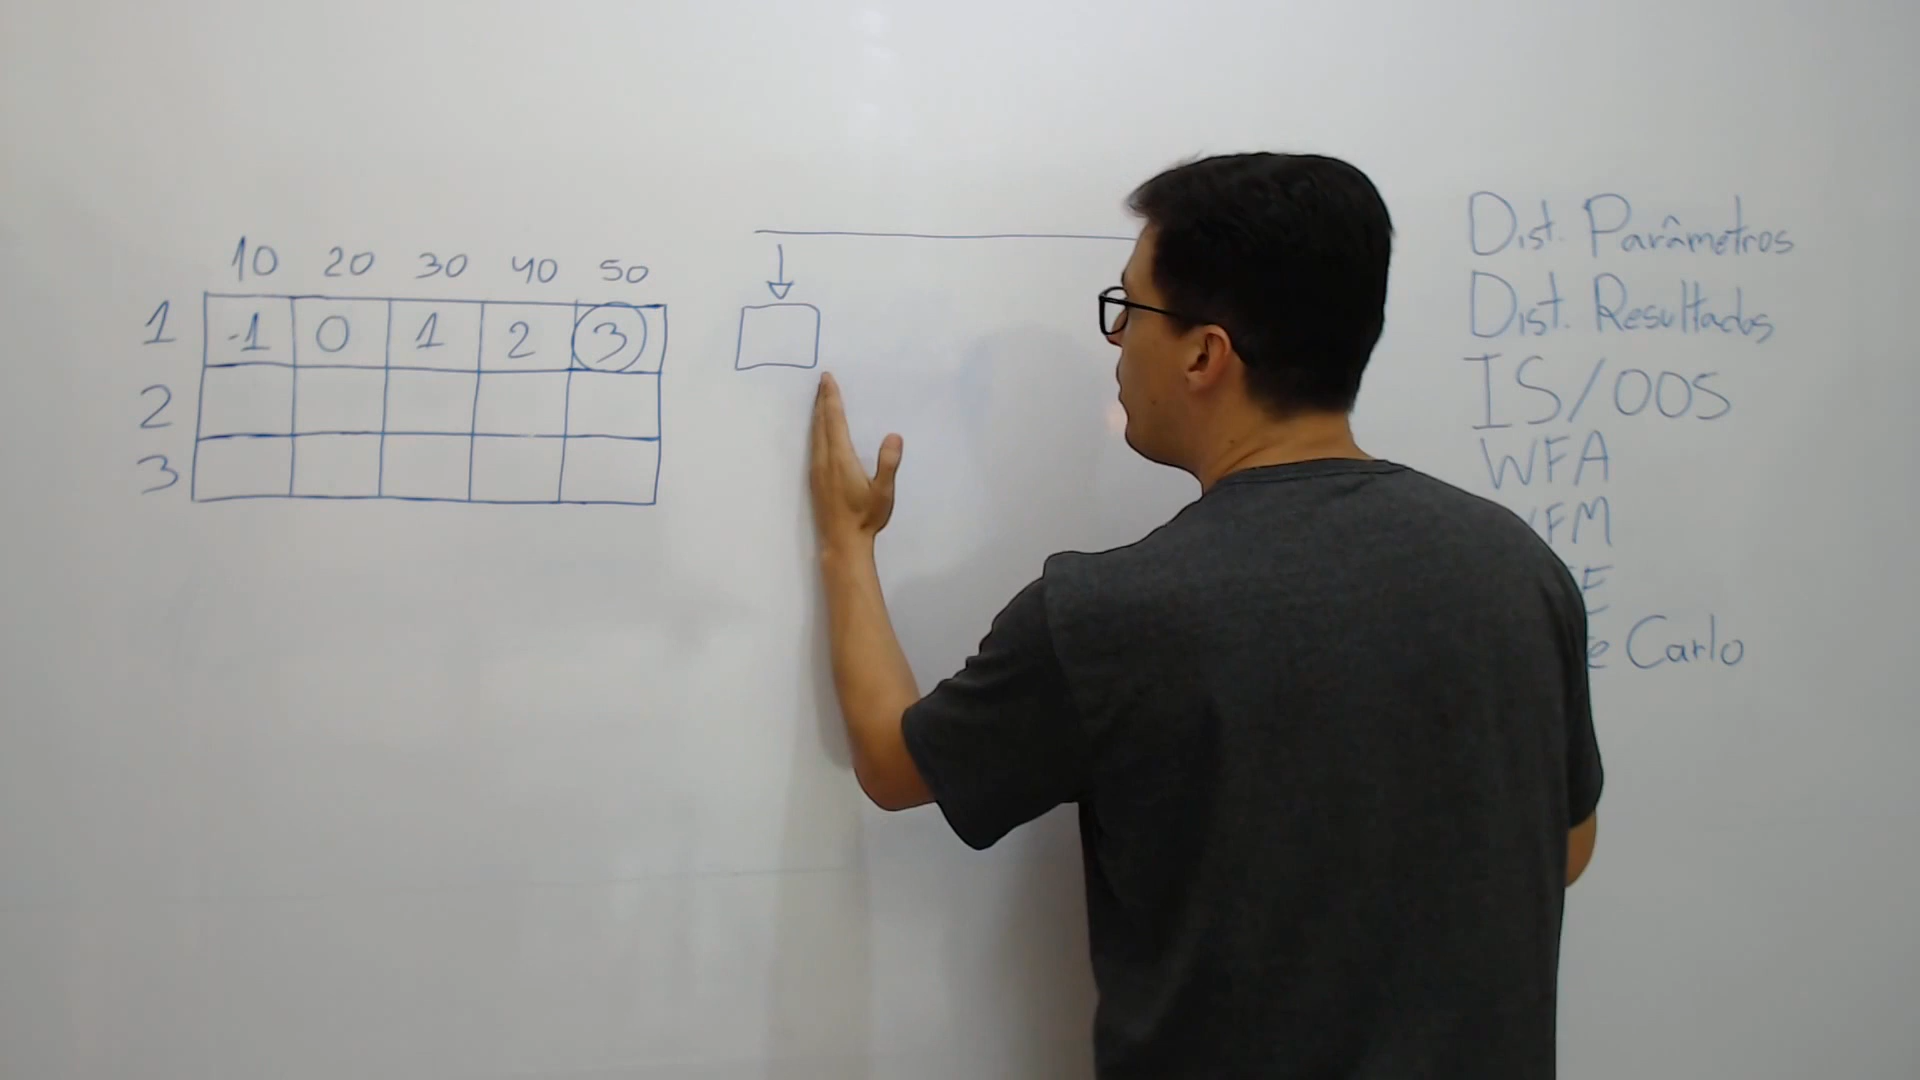 10 20 30 40 50
1 -1 0 1 2 3
2
3
Dist. Parâmetros
Dist. Resultados
IS/OOS
WFA
FM
E
e Carlo